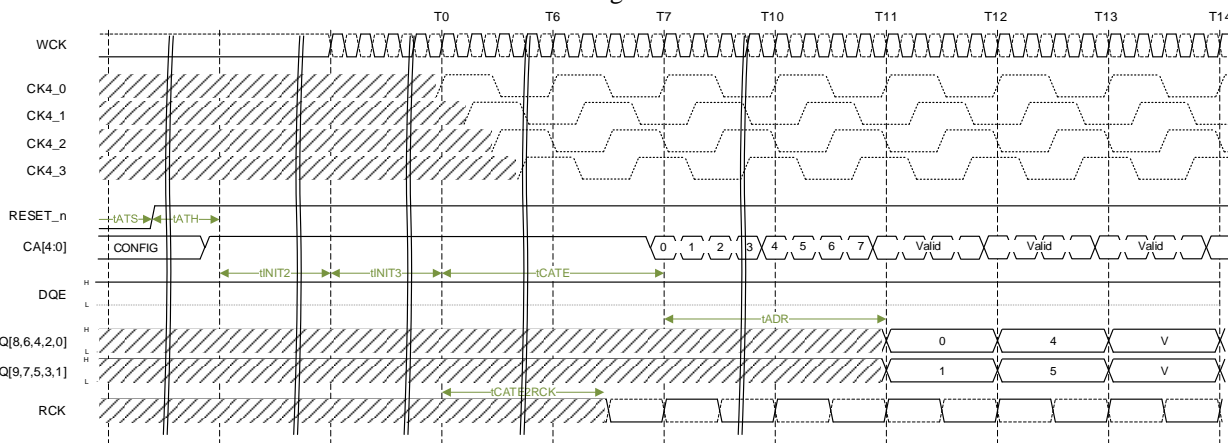 T0 T6 T7 T10 T11 T12 T13 T14
WCK
CK4_0
CK4_1
CK4_2
CK4_3
RESET_n tATS tATH
CA[4:0] CONFIG 0 1 2 3 4 5 6 7 Valid Valid Valid
tINIT2 tINIT3 tCATE
DQE H
L
tADR
Q[8,6,4,2,0] H L 0 4 V
Q[9,7,5,3,1] H L 1 5 V
tCATE2RCK
RCK